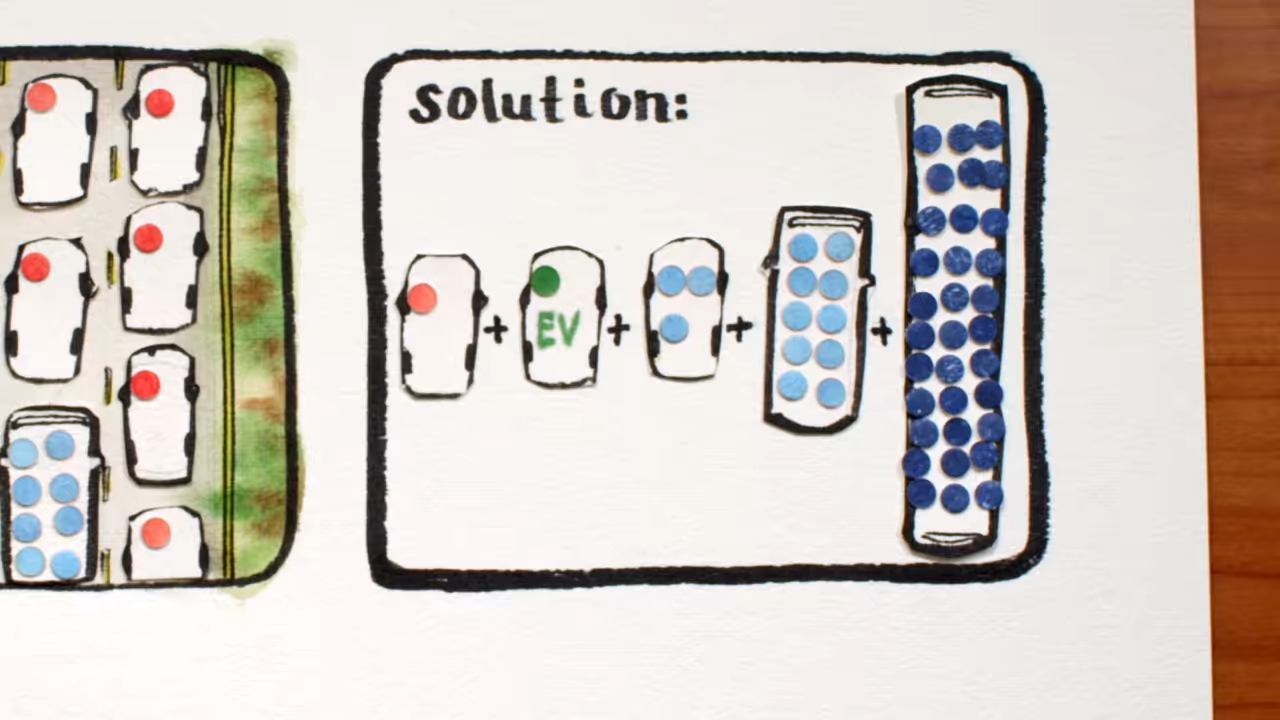 solution:
+ EV + + +